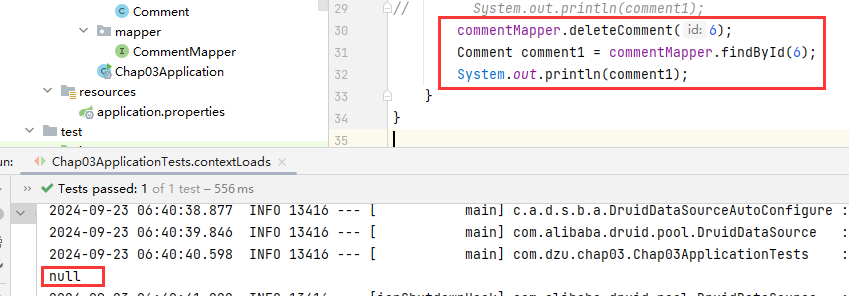 Comment
mapper
CommentMapper
Chap03Application
resources
application.properties
test
29 // System.out.println(comment1);
30 commentMapper.deleteComment( id: 6);
31 Comment comment1 = commentMapper.findById(6);
32 System.out.println(comment1);
33 }
34 }
35
un: Chap03ApplicationTests.contextLoads ×
» Tests passed: 1 of 1 test – 556 ms
2024-09-23 06:40:38.877 INFO 13416 --- [ main] c.a.d.s.b.a.DruidDataSourceAutoConfigure :
2024-09-23 06:40:39.846 INFO 13416 --- [ main] com.alibaba.druid.pool.DruidDataSource :
2024-09-23 06:40:40.598 INFO 13416 --- [ main] com.dzu.chap03.Chap03ApplicationTests :
null